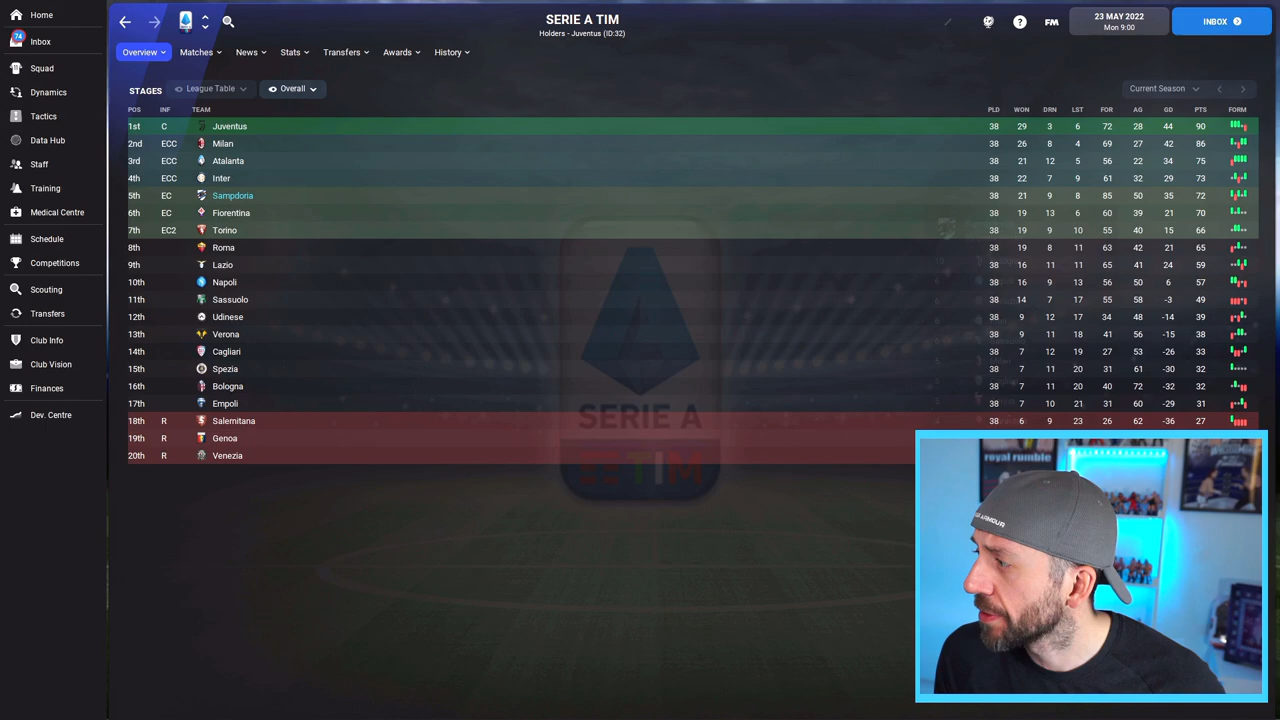 Home
SERIE A TIM
Holders - Juventus (ID:32)
FM
23 MAY 2022
Mon 9:00
INBOX
74
Inbox
Squad
Dynamics
Tactics
Data Hub
Staff
Training
Medical Centre
Schedule
Competitions
Scouting
Transfers
Club Info
Club Vision
Finances
Dev. Centre
Overview Matches News Stats Transfers Awards History
STAGES League Table Overall Current Season
POS INF TEAM PLD WON DRN LST FOR AG GD PTS FORM
1st C Juventus 38 29 3 6 72 28 44 90
2nd ECC Milan 38 26 8 4 69 27 42 86
3rd ECC Atalanta 38 21 12 5 56 22 34 75
4th ECC Inter 38 22 7 9 61 32 29 73
5th EC Sampdoria 38 21 9 8 85 50 35 72
6th EC Fiorentina 38 19 13 6 60 39 21 70
7th EC2 Torino 38 19 9 10 55 40 15 66
8th Roma 38 19 8 11 63 42 21 65
9th Lazio 38 16 11 11 65 41 24 59
10th Napoli 38 16 9 13 56 50 6 57
11th Sassuolo 38 14 7 17 55 58 -3 49
12th Udinese 38 9 12 17 34 48 -14 39
13th Verona 38 9 11 18 41 56 -15 38
14th Cagliari 38 7 12 19 27 53 -26 33
15th Spezia 38 7 11 20 31 61 -30 32
16th Bologna 38 7 11 20 40 72 -32 32
17th Empoli 38 7 10 21 31 60 -29 31
18th R Salernitana 38 6 9 23 26 62 -36 27
19th R Genoa
20th R Venezia
SERIE A
TIM
royal rumble